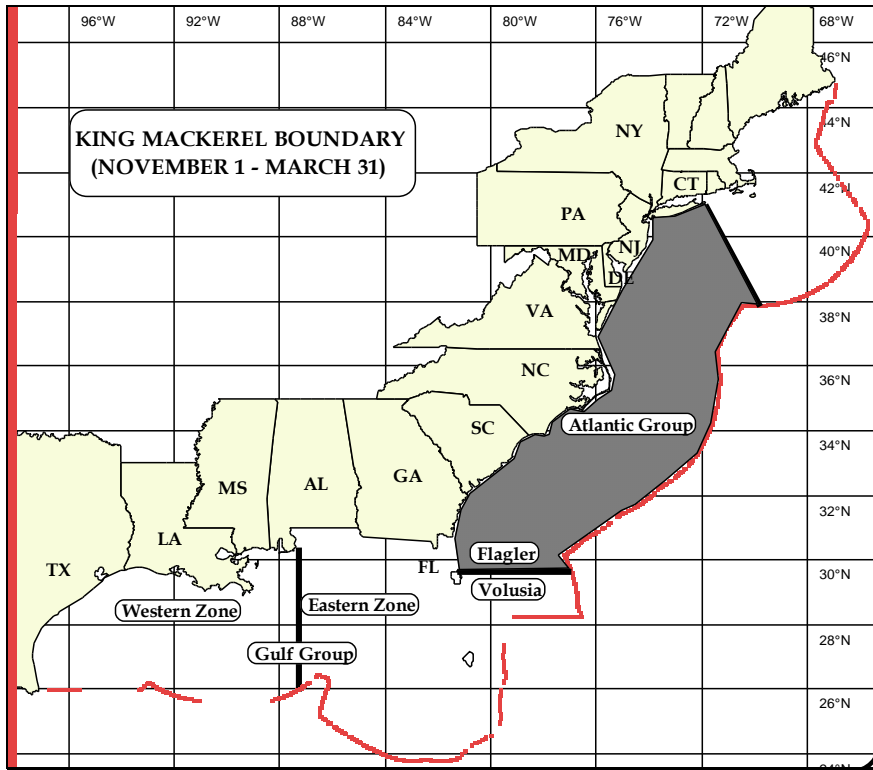 96°W 92°W 88°W 84°W 80°W 76°W 72°W 68°W
46°N
44°N
KING MACKEREL BOUNDARY
(NOVEMBER 1 - MARCH 31)
NY
42°N
CT
PA
40°N
NJ
MD
DE
38°N
VA
36°N
NC
Atlantic Group
SC
34°N
GA
AL
MS
32°N
LA
Flagler
FL
30°N
TX
Volusia
Western Zone
Eastern Zone
28°N
Gulf Group
26°N
24°N